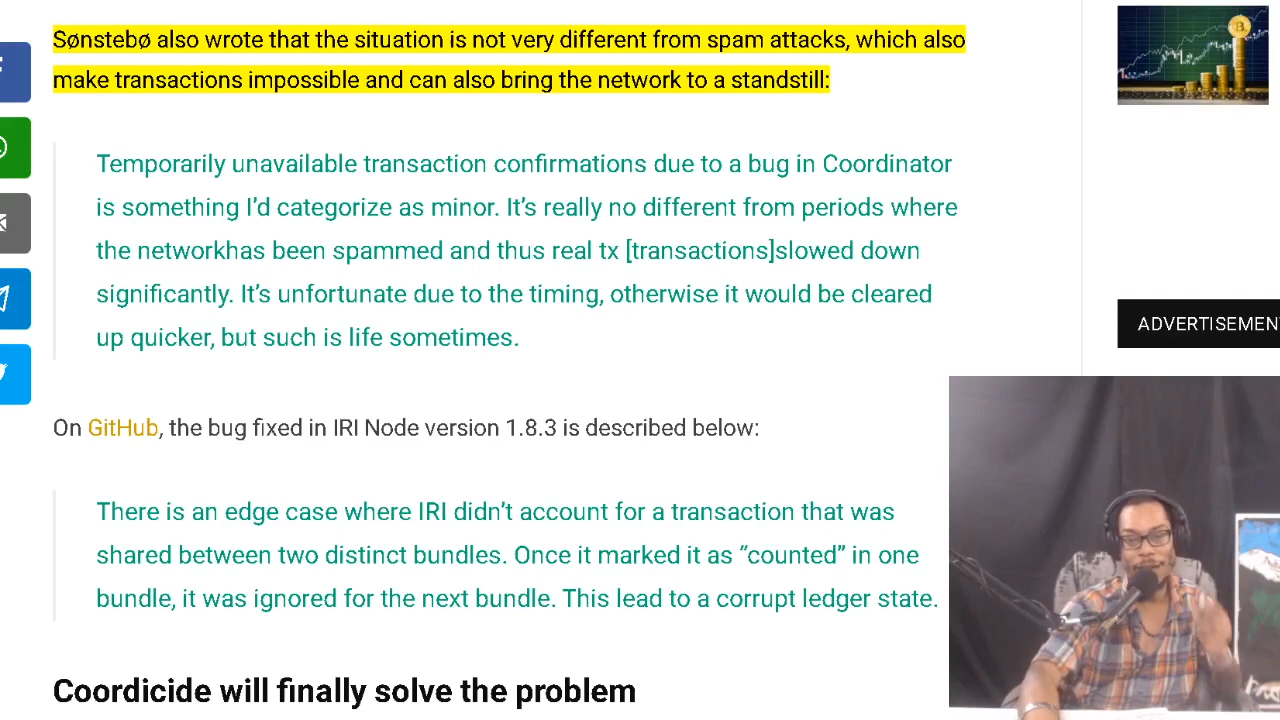 Sønstebø also wrote that the situation is not very different from spam attacks, which also
make transactions impossible and can also bring the network to a standstill:
Temporarily unavailable transaction confirmations due to a bug in Coordinator
is something I’d categorize as minor. It’s really no different from periods where
the networkhas been spammed and thus real tx [transactions]slowed down
significantly. It’s unfortunate due to the timing, otherwise it would be cleared
up quicker, but such is life sometimes.
ADVERTISEMEN
On GitHub, the bug fixed in IRI Node version 1.8.3 is described below:
There is an edge case where IRI didn’t account for a transaction that was
shared between two distinct bundles. Once it marked it as “counted” in one
bundle, it was ignored for the next bundle. This lead to a corrupt ledger state.
Coordicide will finally solve the problem